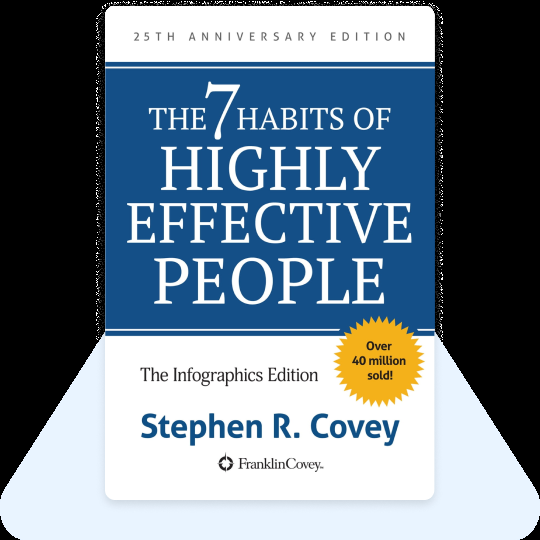 25TH ANNIVERSARY EDITION
THE 7 HABITS OF
HIGHLY
EFFECTIVE
PEOPLE
Over
40 million
sold!
The Infographics Edition
Stephen R. Covey
FranklinCovey™